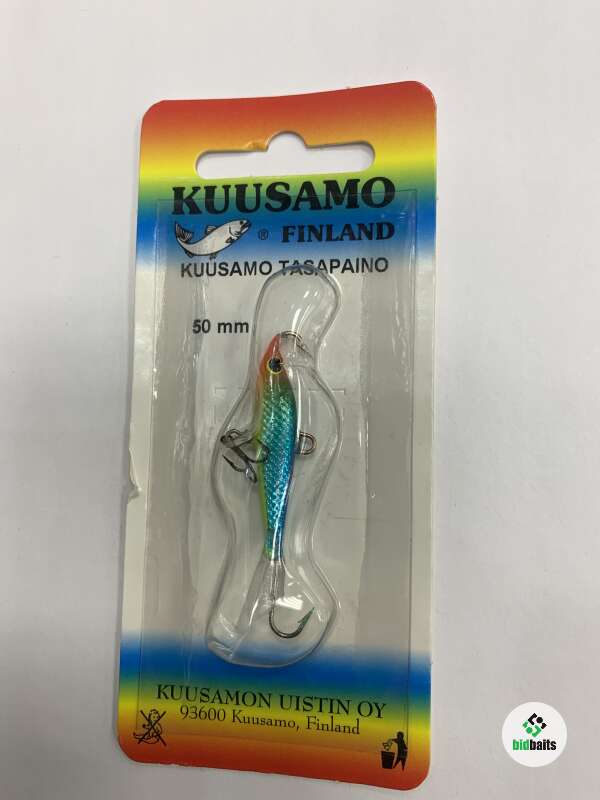 KUUSAMO
® FINLAND
KUUSAMO TASAPAINO
50 mm
KUUSAMON UISTIN OY
93600 Kuusamo, Finland
bidbaits